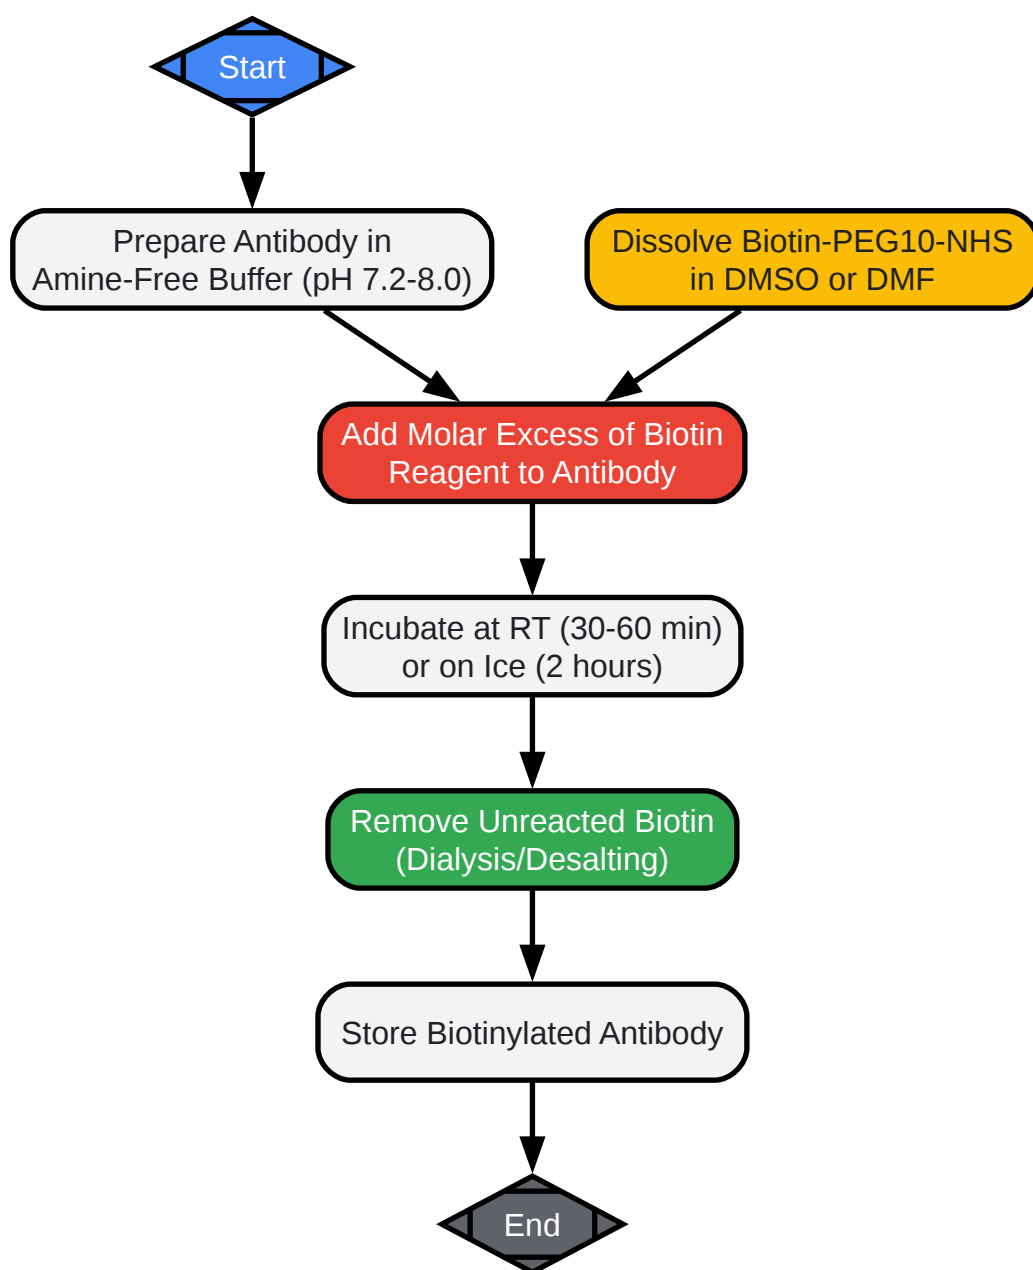 Start
Prepare Antibody in
Amine-Free Buffer (pH 7.2-8.0)
Dissolve Biotin-PEG10-NHS
in DMSO or DMF
Add Molar Excess of Biotin
Reagent to Antibody
Incubate at RT (30-60 min)
or on Ice (2 hours)
Remove Unreacted Biotin
(Dialysis/Desalting)
Store Biotinylated Antibody
End